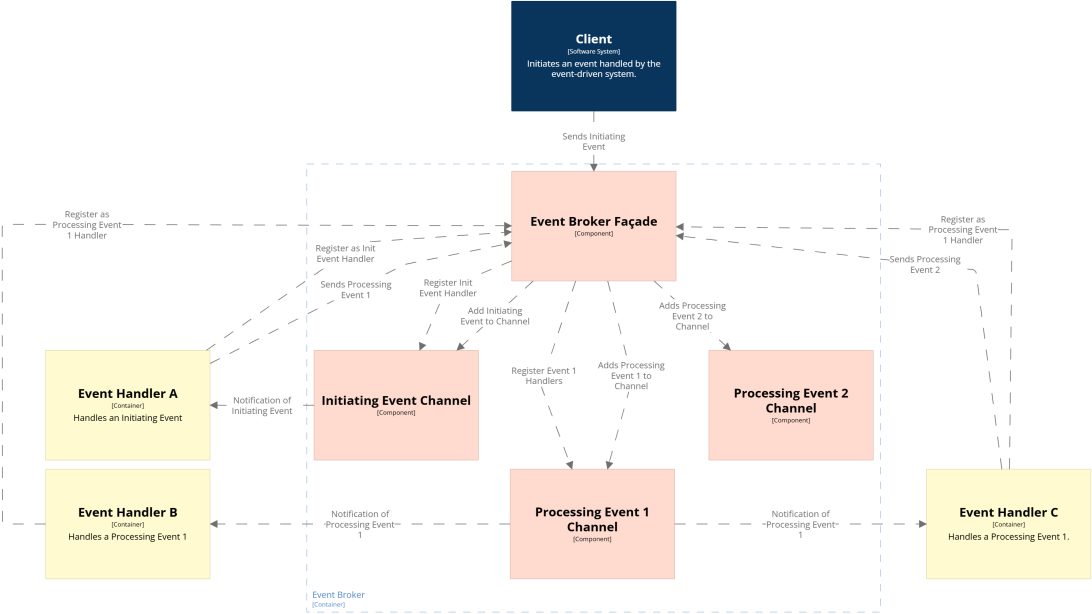 Client
[Software System]
Initiates an event handled by the
event-driven system.
Sends Initiating
Event
Event Broker Façade
[Component]
Register as
Processing Event
1 Handler
Register as Init
Event Handler
Sends Processing
Event 1
Register Init
Event Handler
Add Initiating
Event to Channel
Register Event 1
Handlers
Adds Processing
Event 1 to
Channel
Adds Processing
Event 2 to
Channel
Register as
Processing Event
1 Handler
Sends Processing
Event 2
Event Handler A
[Container]
Handles an Initiating Event
Notification of
Initiating Event
Initiating Event Channel
[Component]
Processing Event 2
Channel
[Component]
Event Handler B
[Container]
Handles a Processing Event 1
Notification of
Processing Event
1
Processing Event 1
Channel
[Component]
Notification of
Processing Event
1
Event Handler C
[Container]
Handles a Processing Event 1.
Event Broker
[Container]